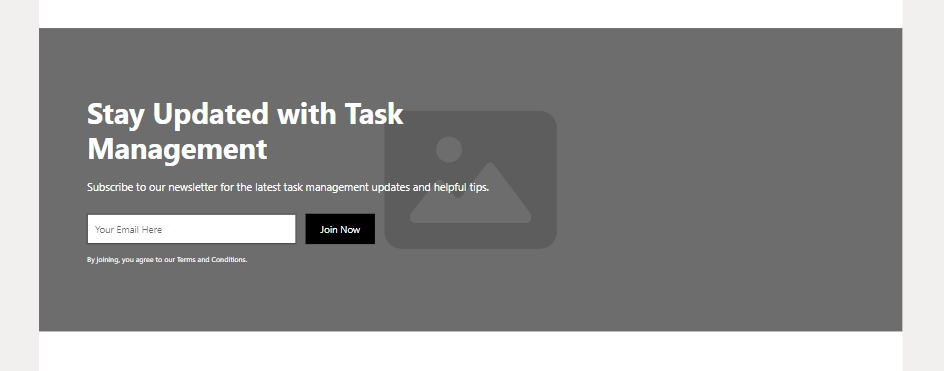 Stay Updated with Task
Management
Subscribe to our newsletter for the latest task management updates and helpful tips.
Your Email Here
Join Now
By joining, you agree to our Terms and Conditions.